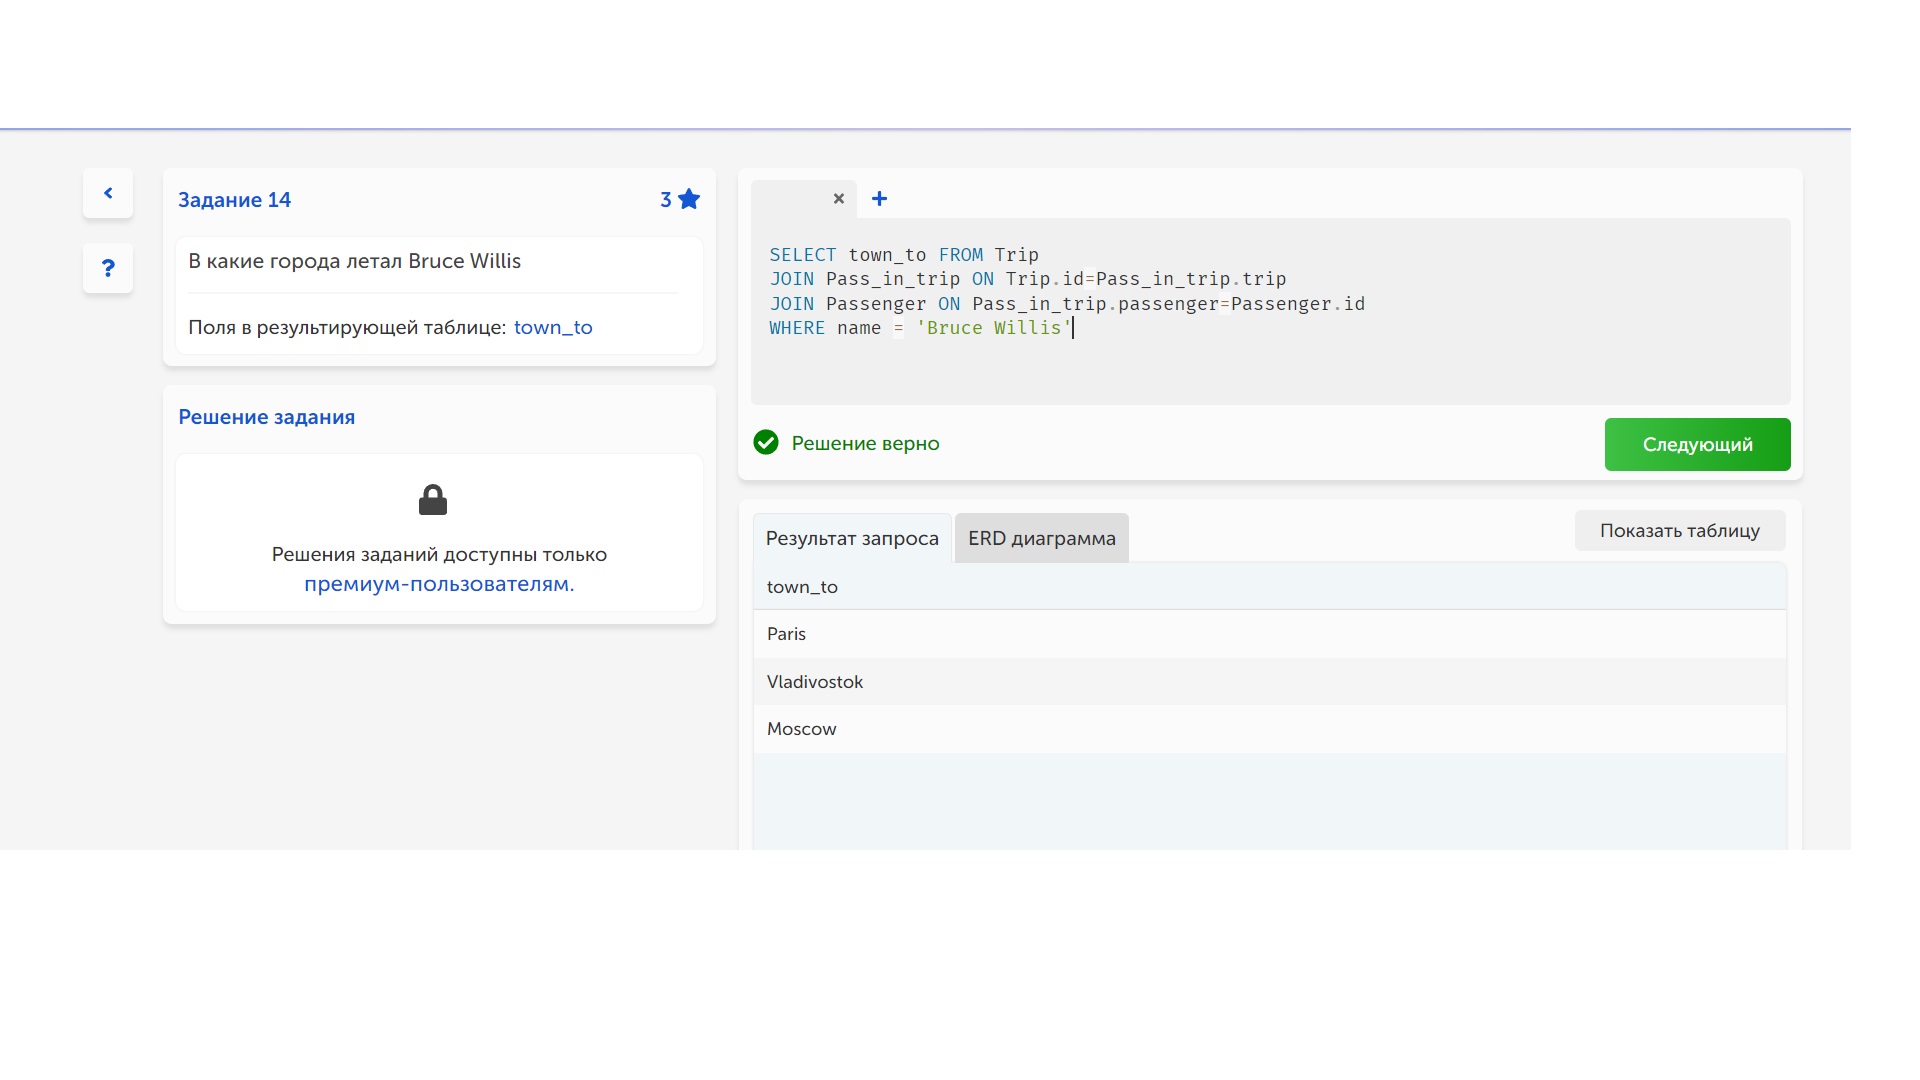 Задание 14
3
В какие города летал Bruce Willis
Поля в результирующей таблице: town_to
Решение задания
Решения заданий доступны только
премиум-пользователям.
SELECT town_to FROM Trip
JOIN Pass_in_trip ON Trip.id=Pass_in_trip.trip
JOIN Passenger ON Pass_in_trip.passenger=Passenger.id
WHERE name = 'Bruce Willis'
Решение верно
Следующий
Результат запроса
ERD диаграмма
Показать таблицу
town_to
Paris
Vladivostok
Moscow